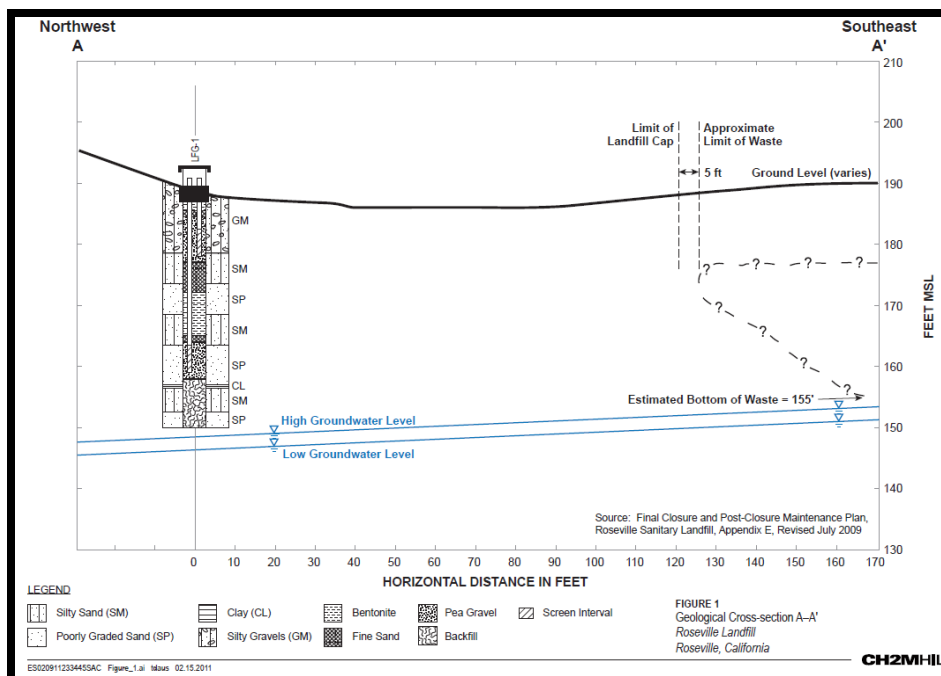 Northwest
A
Southeast
A'
210
200
190
180
170
160
150
140
130
FEET MSL
LFG-1
Limit of
Landfill Cap
Approximate
Limit of Waste
5 ft
Ground Level (varies)
GM
SM
SP
SM
SP
CL
SM
SP
?
?
?
?
?
?
?
?
Estimated Bottom of Waste = 155'
High Groundwater Level
Low Groundwater Level
Source: Final Closure and Post-Closure Maintenance Plan,
Roseville Sanitary Landfill, Appendix E, Revised July 2009
0 10 20 30 40 50 60 70 80 90 100 110 120 130 140 150 160 170
HORIZONTAL DISTANCE IN FEET
LEGEND
Silty Sand (SM)
Clay (CL)
Bentonite
Pea Gravel
Screen Interval
Poorly Graded Sand (SP)
Silty Gravels (GM)
Fine Sand
Backfill
FIGURE 1
Geological Cross-section A–A'
Roseville Landfill
Roseville, California
ES020911233445SAC Figure_1.ai tdaus 02.15.2011
CH2MHIL